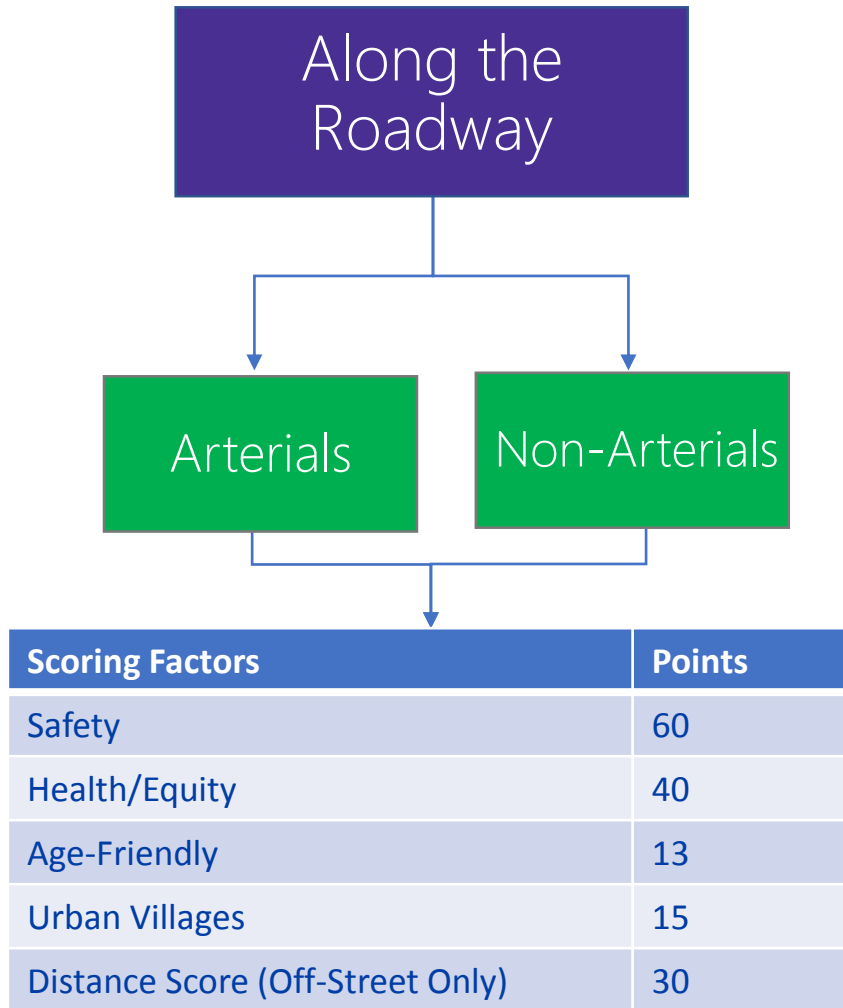 Along the
Roadway
Arterials
Non-Arterials
Scoring Factors Points
Safety 60
Health/Equity 40
Age-Friendly 13
Urban Villages 15
Distance Score (Off-Street Only) 30